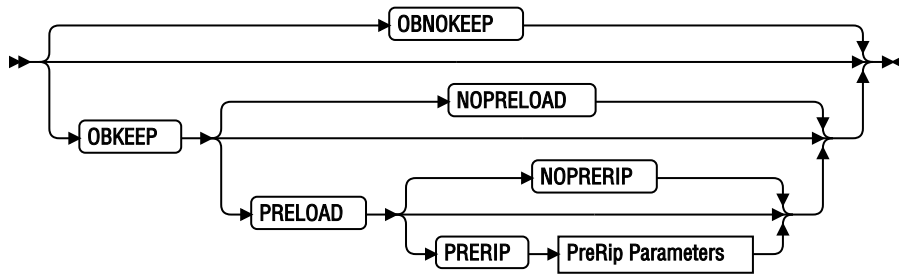 OBNOKEEP
NOPRELOAD
OBKEEP
NOPRERIP
PRELOAD
PRERIP
PreRip Parameters